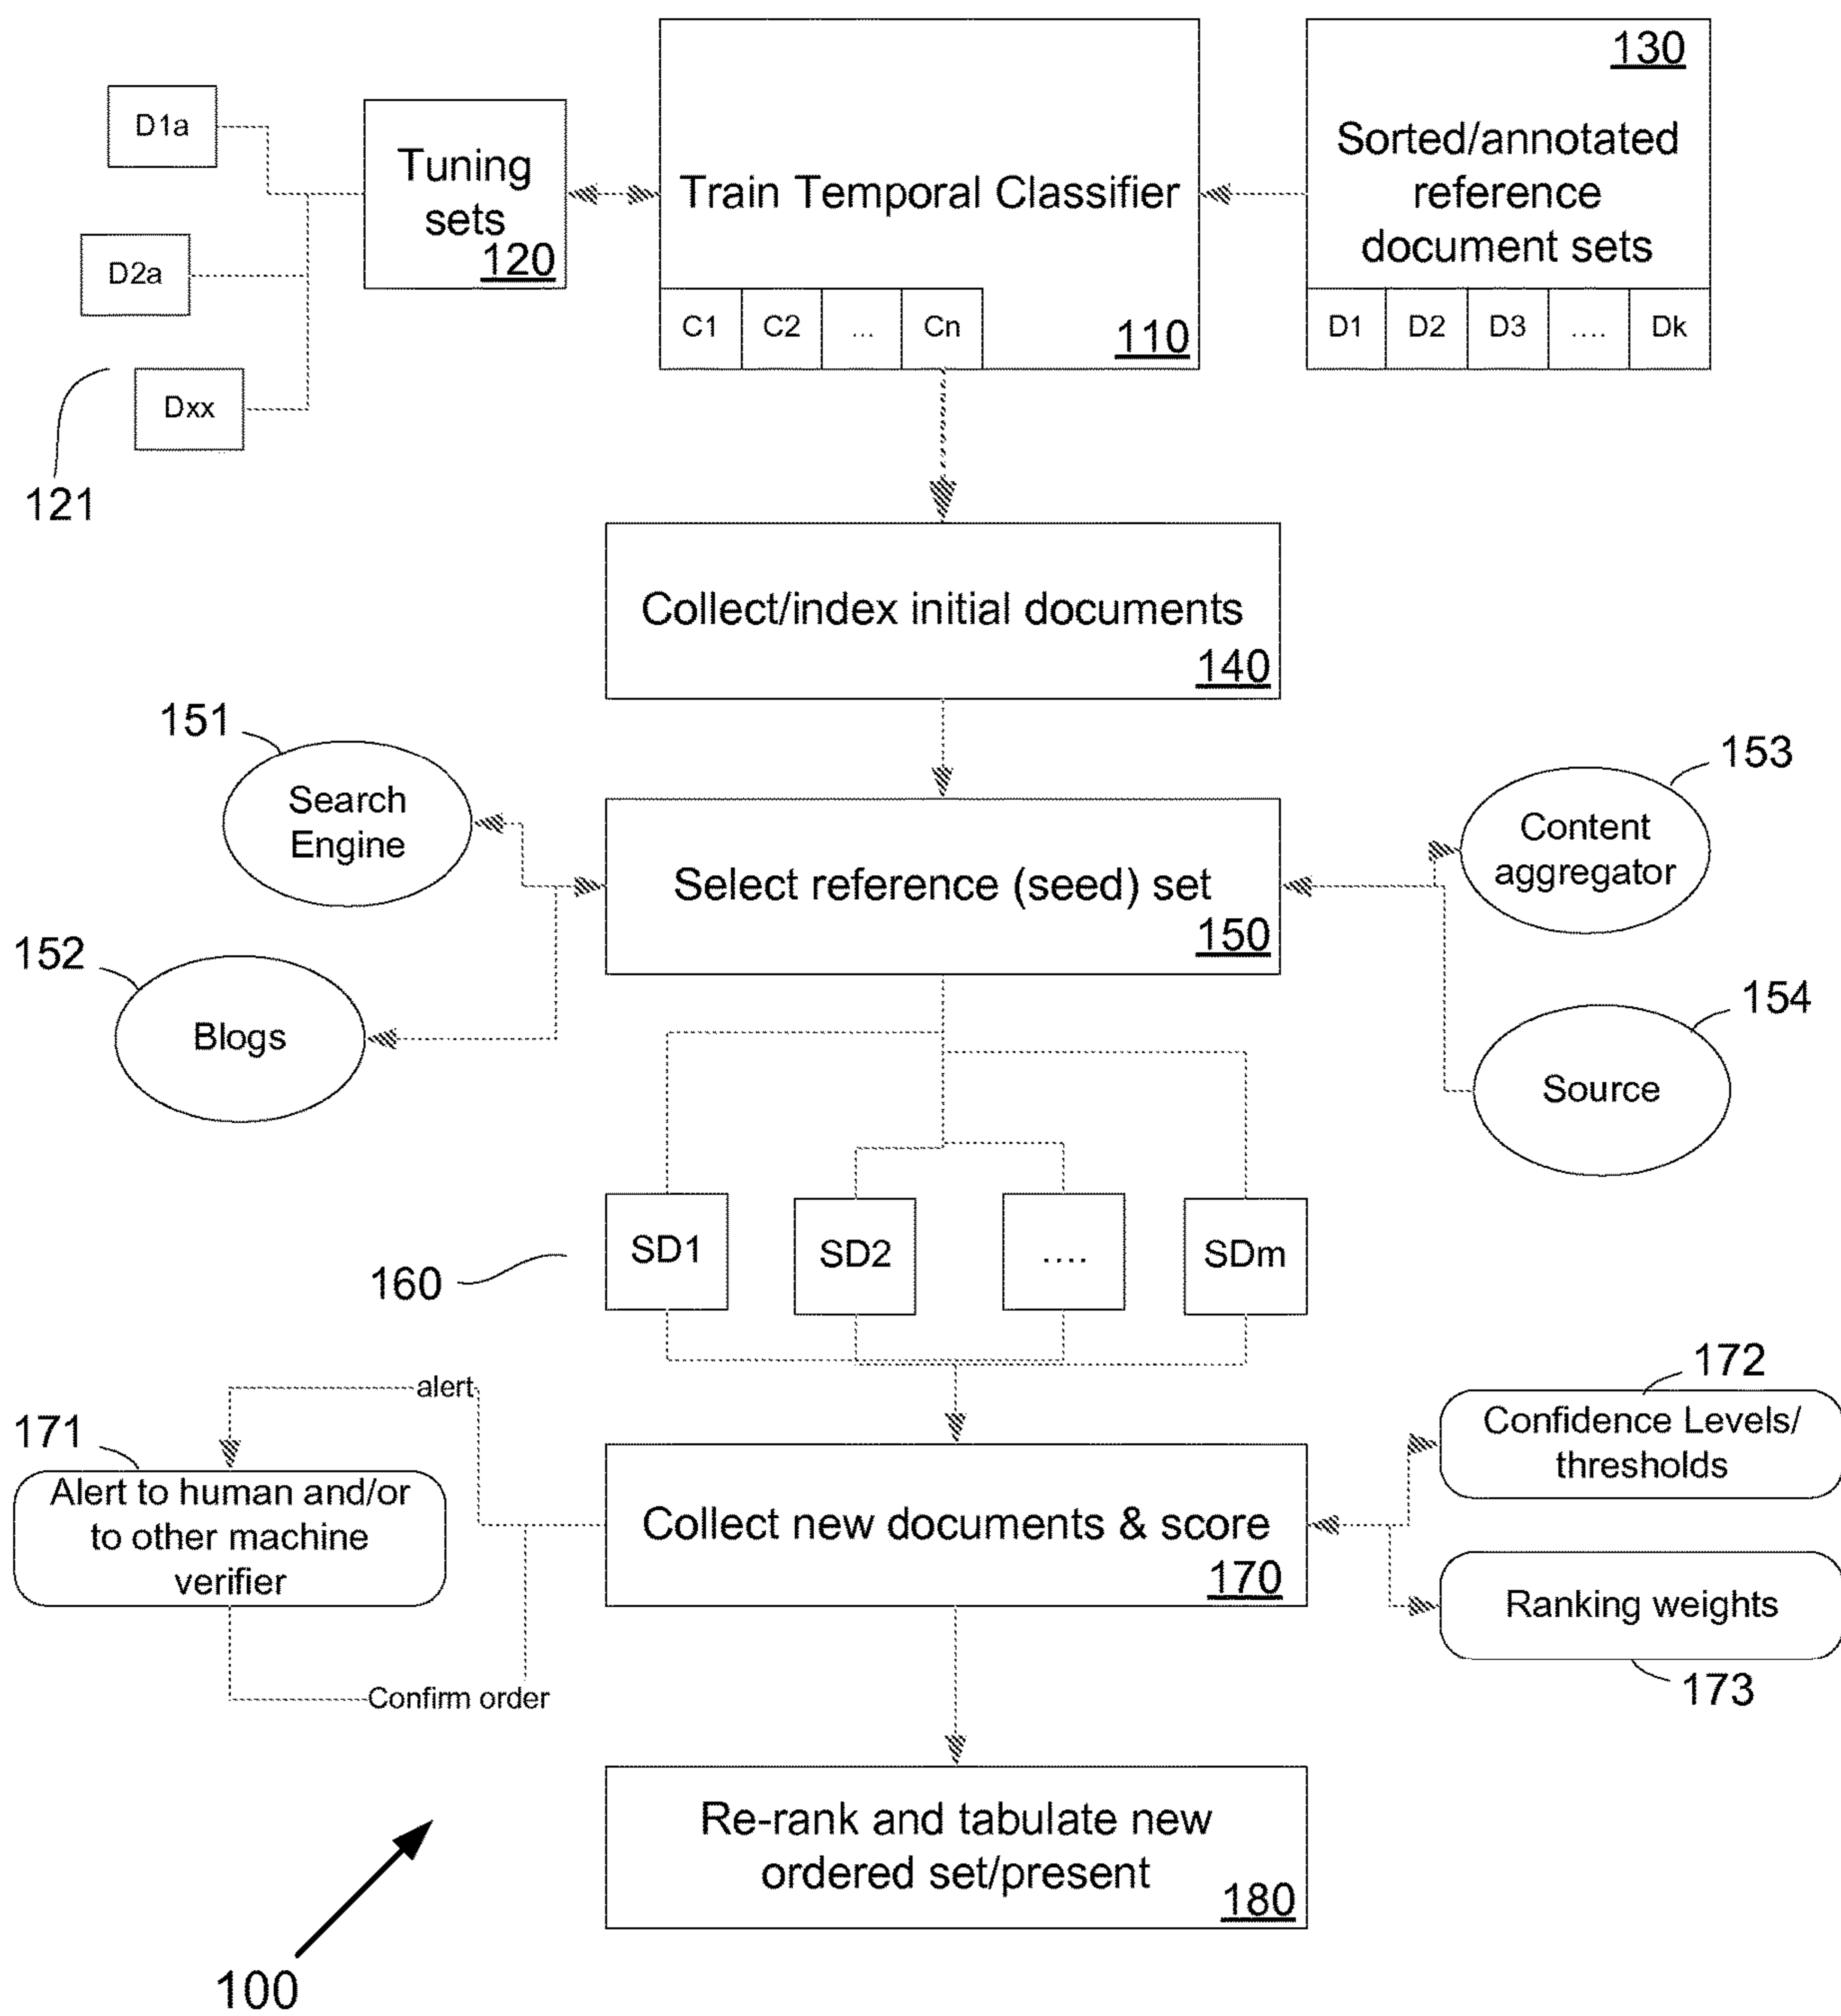 130
D1a
Tuning
sets
120
Train Temporal Classifier
Sorted/annotated
reference
document sets
D2a
C1 C2 ... Cn
110
D1 D2 D3 .... Dk
Dxx
121
Collect/index initial documents
140
151
Search
Engine
153
Content
aggregator
Select reference (seed) set
150
152
Blogs
154
Source
160
SD1 SD2 .... SDm
alert
172
Confidence Levels/
thresholds
171
Alert to human and/or
to other machine
verifier
Collect new documents & score
170
Ranking weights
173
Confirm order
Re-rank and tabulate new
ordered set/present
180
100